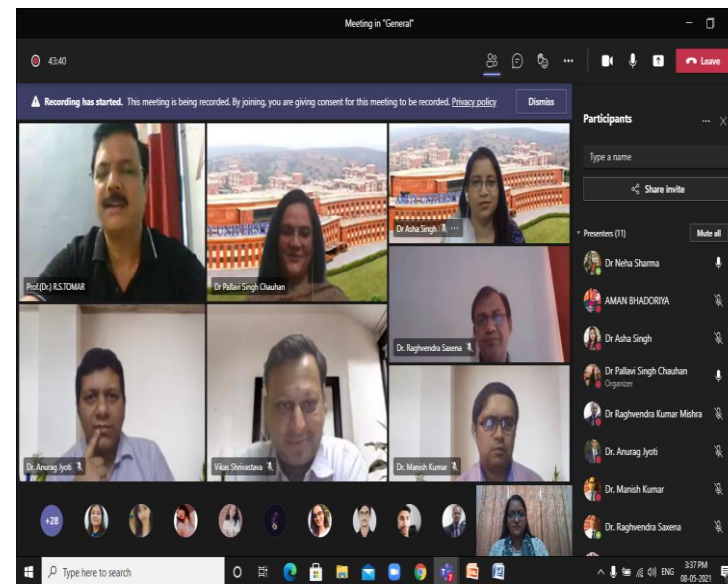 Meeting in "General"
43:40
Leave
Recording has started. This meeting is being recorded. By joining, you are giving consent for this meeting to be recorded. Privacy policy
Dismiss
Participants
Type a name
Share invite
Presenters (11)
Mute all
Dr Neha Sharma
AMAN BHADORIYA
Dr Asha Singh
Dr Pallavi Singh Chauhan
Organizer
Dr Raghvendra Kumar Mishra
Dr. Anurag Jyoti
Dr. Manish Kumar
Dr. Raghvendra Saxena
Prof.(Dr.) R.S.TOMAR
Dr Pallavi Singh Chauhan
Dr Asha Singh
Dr. Raghvendra Saxena
Dr. Anurag Jyoti
Vikas Shrivastava
Dr. Manish Kumar
+28
Type here to search
ENG
3:37 PM